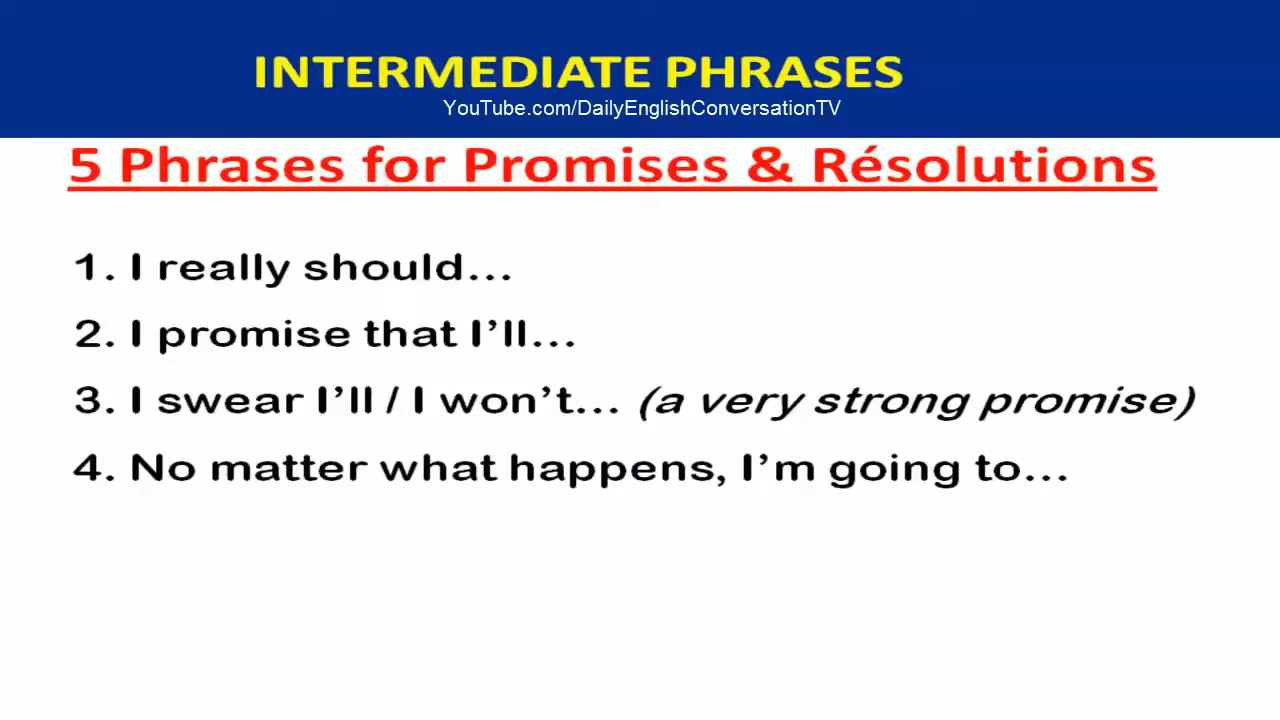 INTERMEDIATE PHRASES
YouTube.com/DailyEnglishConversationTV
5 Phrases for Promises & Résolutions
1. I really should...
2. I promise that I’ll...
3. I swear I’ll / I won’t... (a very strong promise)
4. No matter what happens, I’m going to...